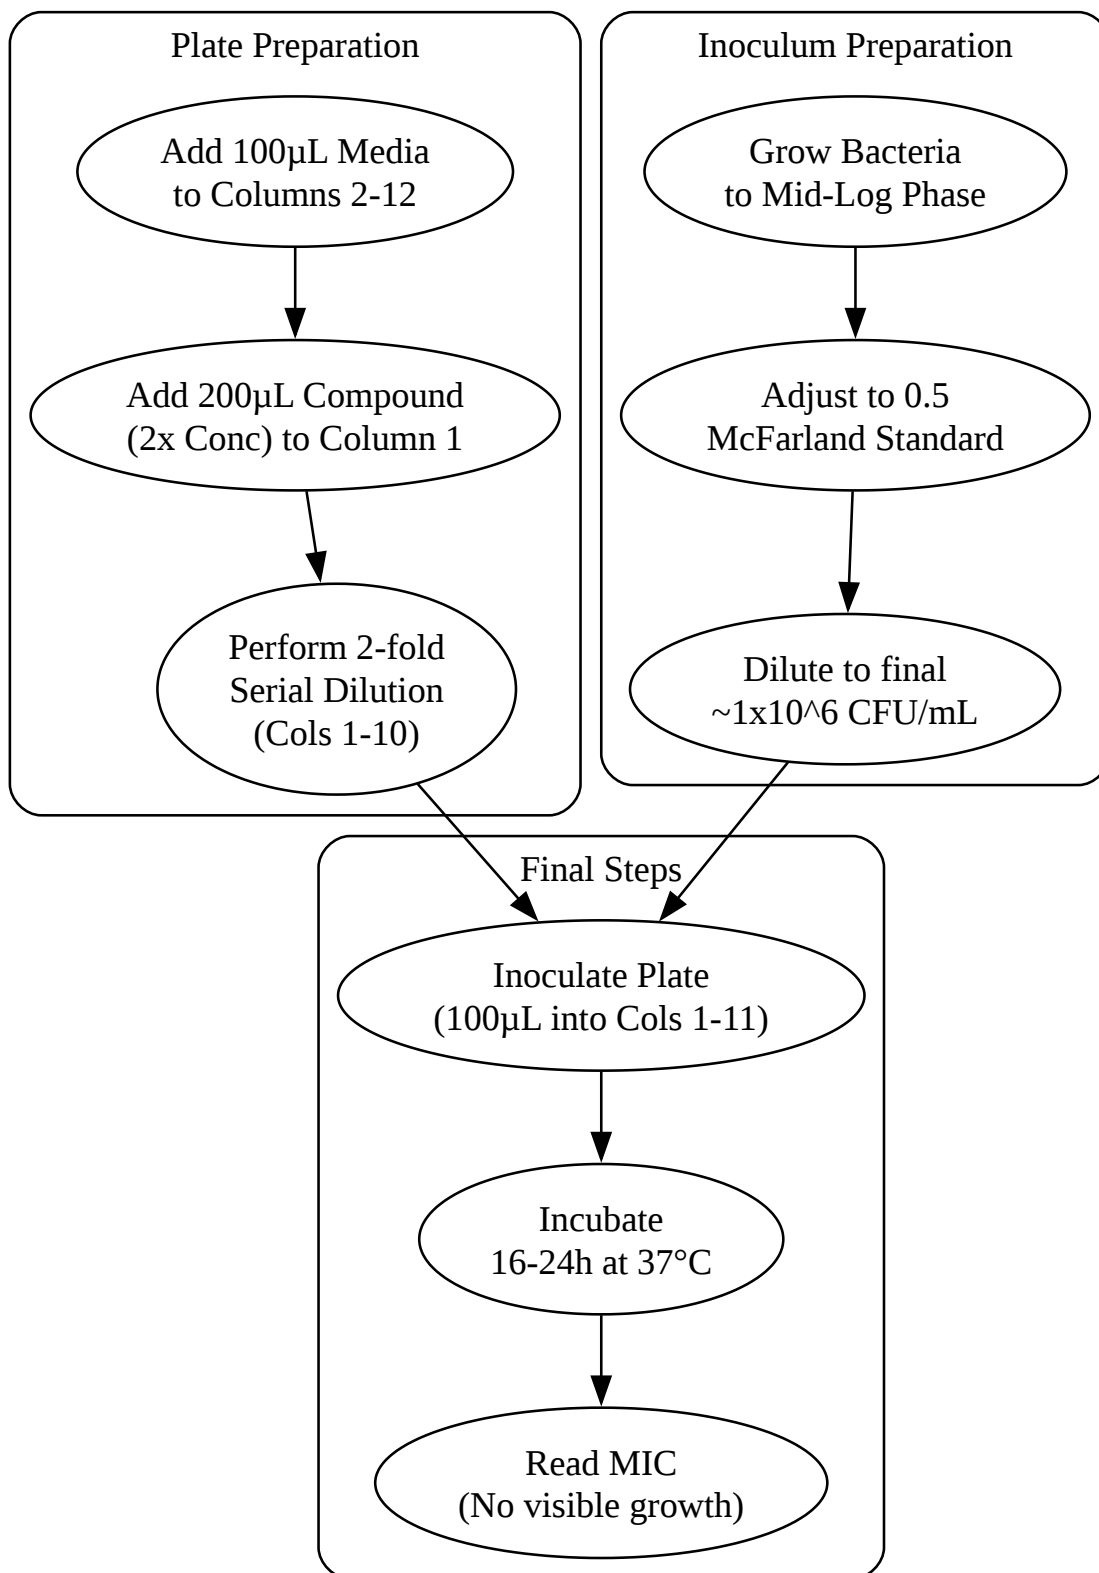 Plate Preparation
Add 100µL Media
to Columns 2-12
Add 200µL Compound
(2x Conc) to Column 1
Perform 2-fold
Serial Dilution
(Cols 1-10)
Inoculum Preparation
Grow Bacteria
to Mid-Log Phase
Adjust to 0.5
McFarland Standard
Dilute to final
~1x10^6 CFU/mL
Final Steps
Inoculate Plate
(100µL into Cols 1-11)
Incubate
16-24h at 37°C
Read MIC
(No visible growth)